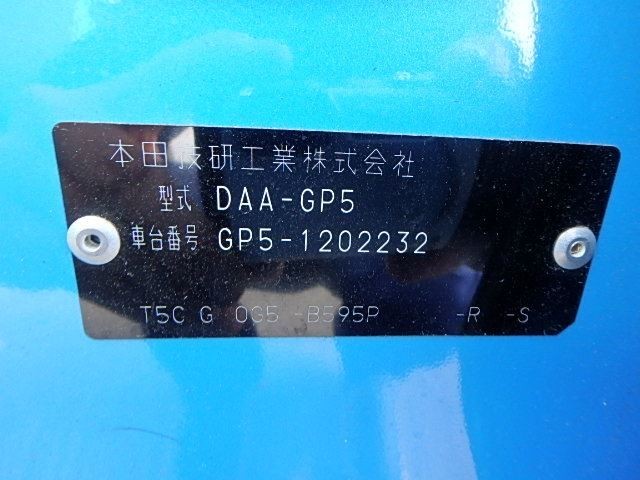 本田技研工業株式会社
型式 DAA-GP5
車台番号 GP5-1202232
T5C G 0G5 -B595P -R -S